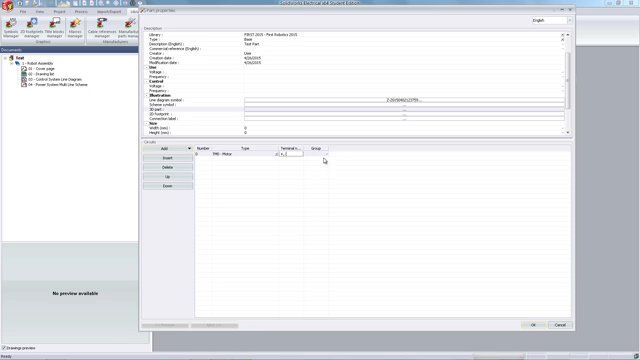 SolidWorks Electrical x64 Student Edition
File View Project Process Import/Export Library
Symbols manager
2D footprints manager
Title blocks manager
Macros manager
Cable references manager
Manufacturer parts manager
Graphics
Documents
Test
1 - Robot Assembly
01 - Cover page
02 - Drawing list
03 - Control System Line Diagram
04 - Power System Multi Line Scheme
No preview available
Drawings preview
Ready
Part properties
English
Description
Library : FIRST 2015 - First Robotics 2015
Type : Base
Description (English) : Test Part
Commercial reference (English) :
Creator : User
Creation date : 4/26/2015
Modification date : 4/26/2015
Use
Voltage :
Frequency :
Control
Voltage :
Frequency :
Illustration
Line diagram symbol : ...
Scheme symbol : ...
3D part : ...
2D Footprint : ...
Connection label : ...
Size
Width (mm) : 0
Height (mm) : 0
Circuits
Add
Insert
Delete
Up
Down
Number Type Terminal n... Group
0 +, -
OK
Cancel